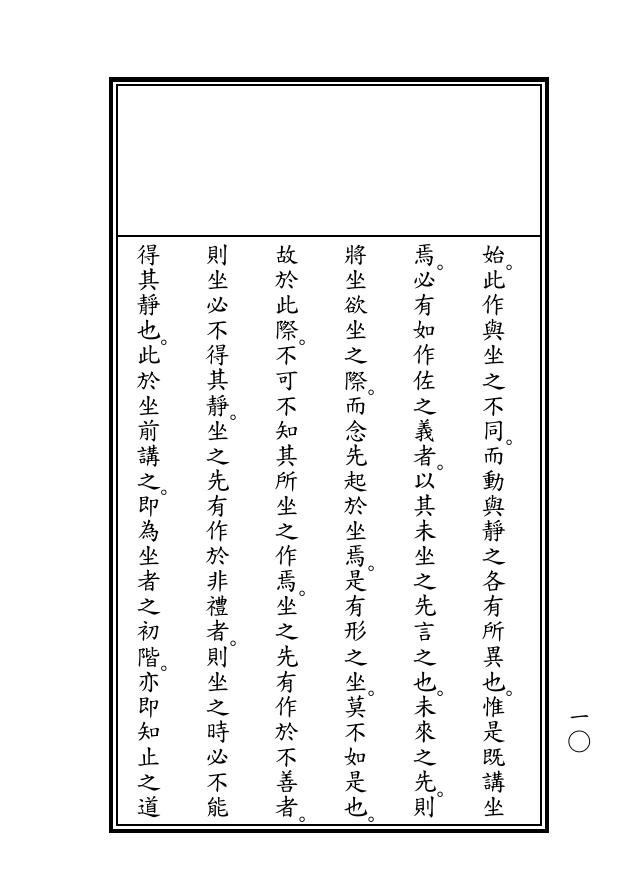 始。此作與坐之不同。而動與靜之各有所異也。惟是既講坐
焉。必有如作佐之義者。以其未坐之先言之也。未來之先。則
將坐欲坐之際。而念先起於坐焉。是有形之坐。莫不如是也。
故於此際。不可不知其所坐之作焉。坐之先有作於不善者。
則坐必不得其靜。坐之先有作於非禮者。則坐之時必不能
得其靜也。此於坐前講之。即為坐者之初階。亦即知止之道
一〇